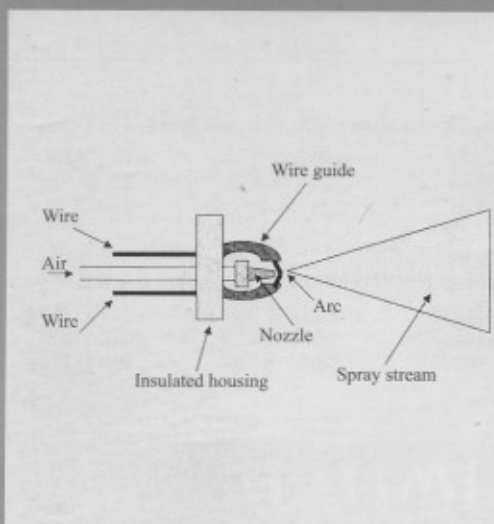 Wire guide
Wire
Air
Wire
Arc
Nozzle
Insulated housing
Spray stream